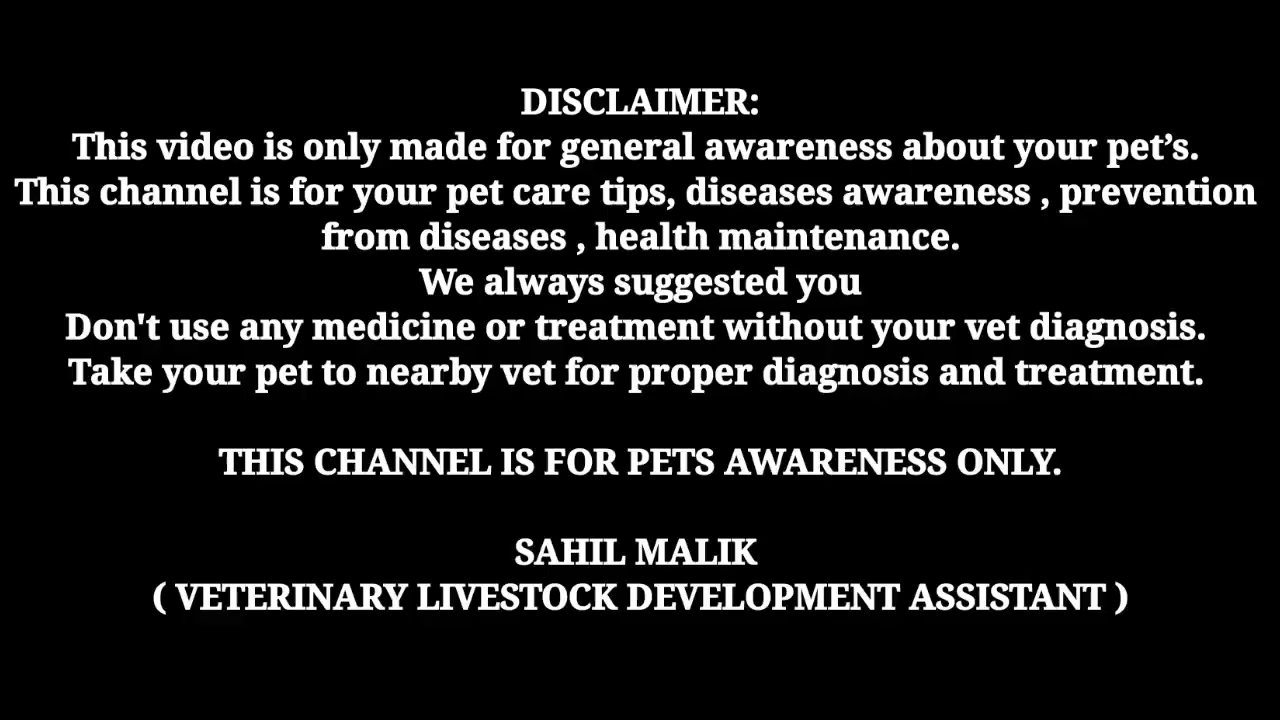 DISCLAIMER:
This video is only made for general awareness about your pet’s.
This channel is for your pet care tips, diseases awareness , prevention
from diseases , health maintenance.
We always suggested you
Don't use any medicine or treatment without your vet diagnosis.
Take your pet to nearby vet for proper diagnosis and treatment.
THIS CHANNEL IS FOR PETS AWARENESS ONLY.
SAHIL MALIK
( VETERINARY LIVESTOCK DEVELOPMENT ASSISTANT )